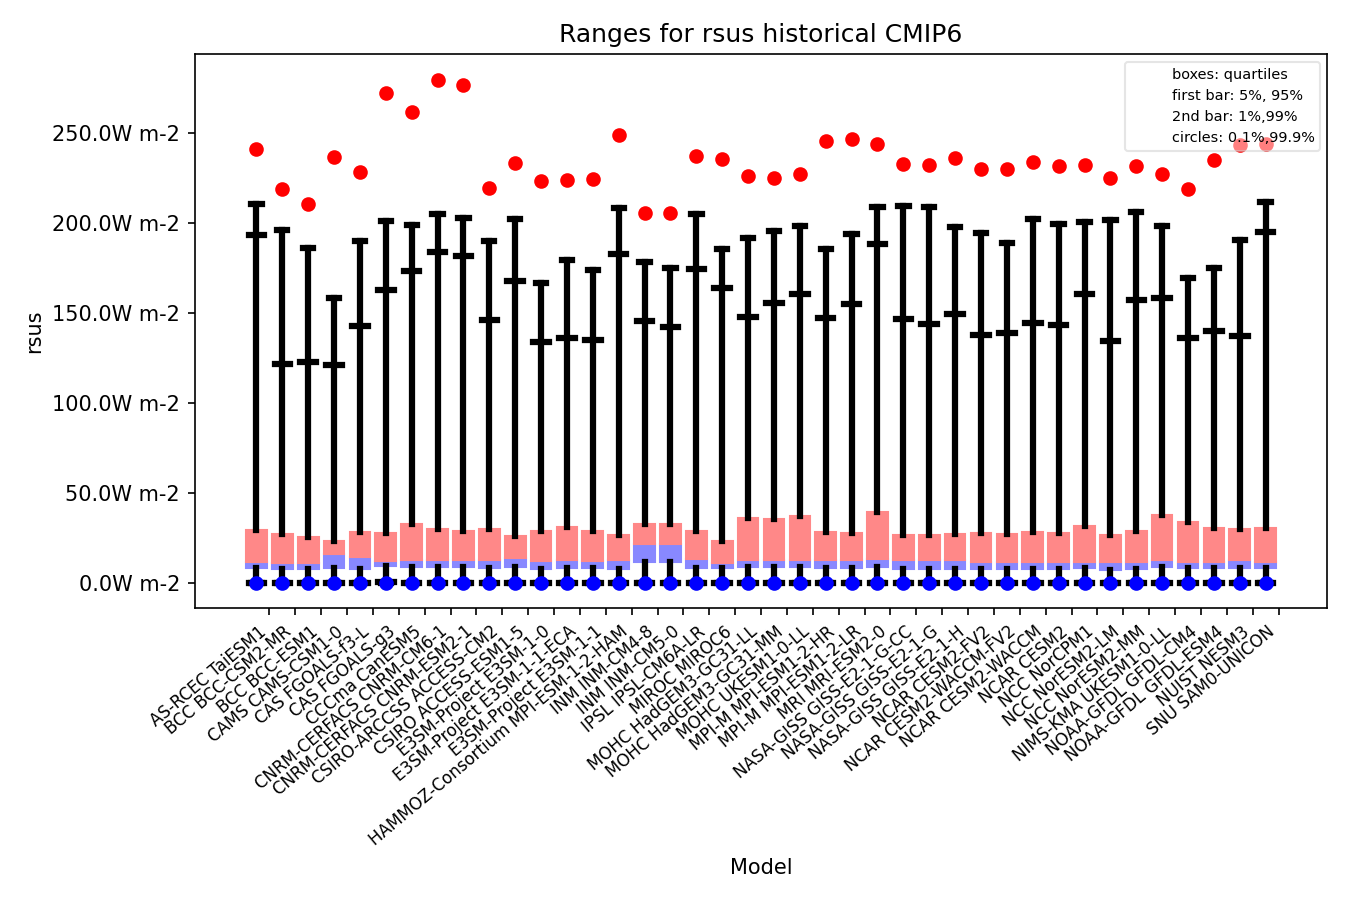 Ranges for rsus historical CMIP6
boxes: quartiles
first bar: 5%, 95%
2nd bar: 1%,99%
circles: 0.1%,99.9%
250.0W m-2
200.0W m-2
150.0W m-2
100.0W m-2
50.0W m-2
0.0W m-2
rsus
AS-RCEC TaiESM1
BCC BCC-CSM2-MR
BCC BCC-ESM1
CAMS CAMS-CSM1-0
CAS FGOALS-f3-L
CAS FGOALS-g3
CCCma CanESM5
CNRM-CERFACS CNRM-CM6-1
CNRM-CERFACS CNRM-ESM2-1
CSIRO-ARCCSS ACCESS-CM2
CSIRO ACCESS-ESM1-5
E3SM-Project E3SM-1-0
E3SM-Project E3SM-1-1-ECA
E3SM-Project E3SM-1-1
HAMMOZ-Consortium MPI-ESM-1-2-HAM
INM INM-CM4-8
INM INM-CM5-0
IPSL IPSL-CM6A-LR
MIROC MIROC6
MOHC HadGEM3-GC31-LL
MOHC HadGEM3-GC31-MM
MOHC UKESM1-0-LL
MPI-M MPI-ESM1-2-HR
MPI-M MPI-ESM1-2-LR
MRI MRI-ESM2-0
NASA-GISS GISS-E2-1-G-CC
NASA-GISS GISS-E2-1-G
NASA-GISS GISS-E2-1-H
NCAR CESM2-FV2
NCAR CESM2-WACCM-FV2
NCAR CESM2-WACCM
NCAR CESM2
NCC NorCPM1
NCC NorESM2-LM
NCC NorESM2-MM
NIMS-KMA UKESM1-0-LL
NOAA-GFDL GFDL-CM4
NOAA-GFDL GFDL-ESM4
NUIST NESM3
SNU SAM0-UNICON
Model